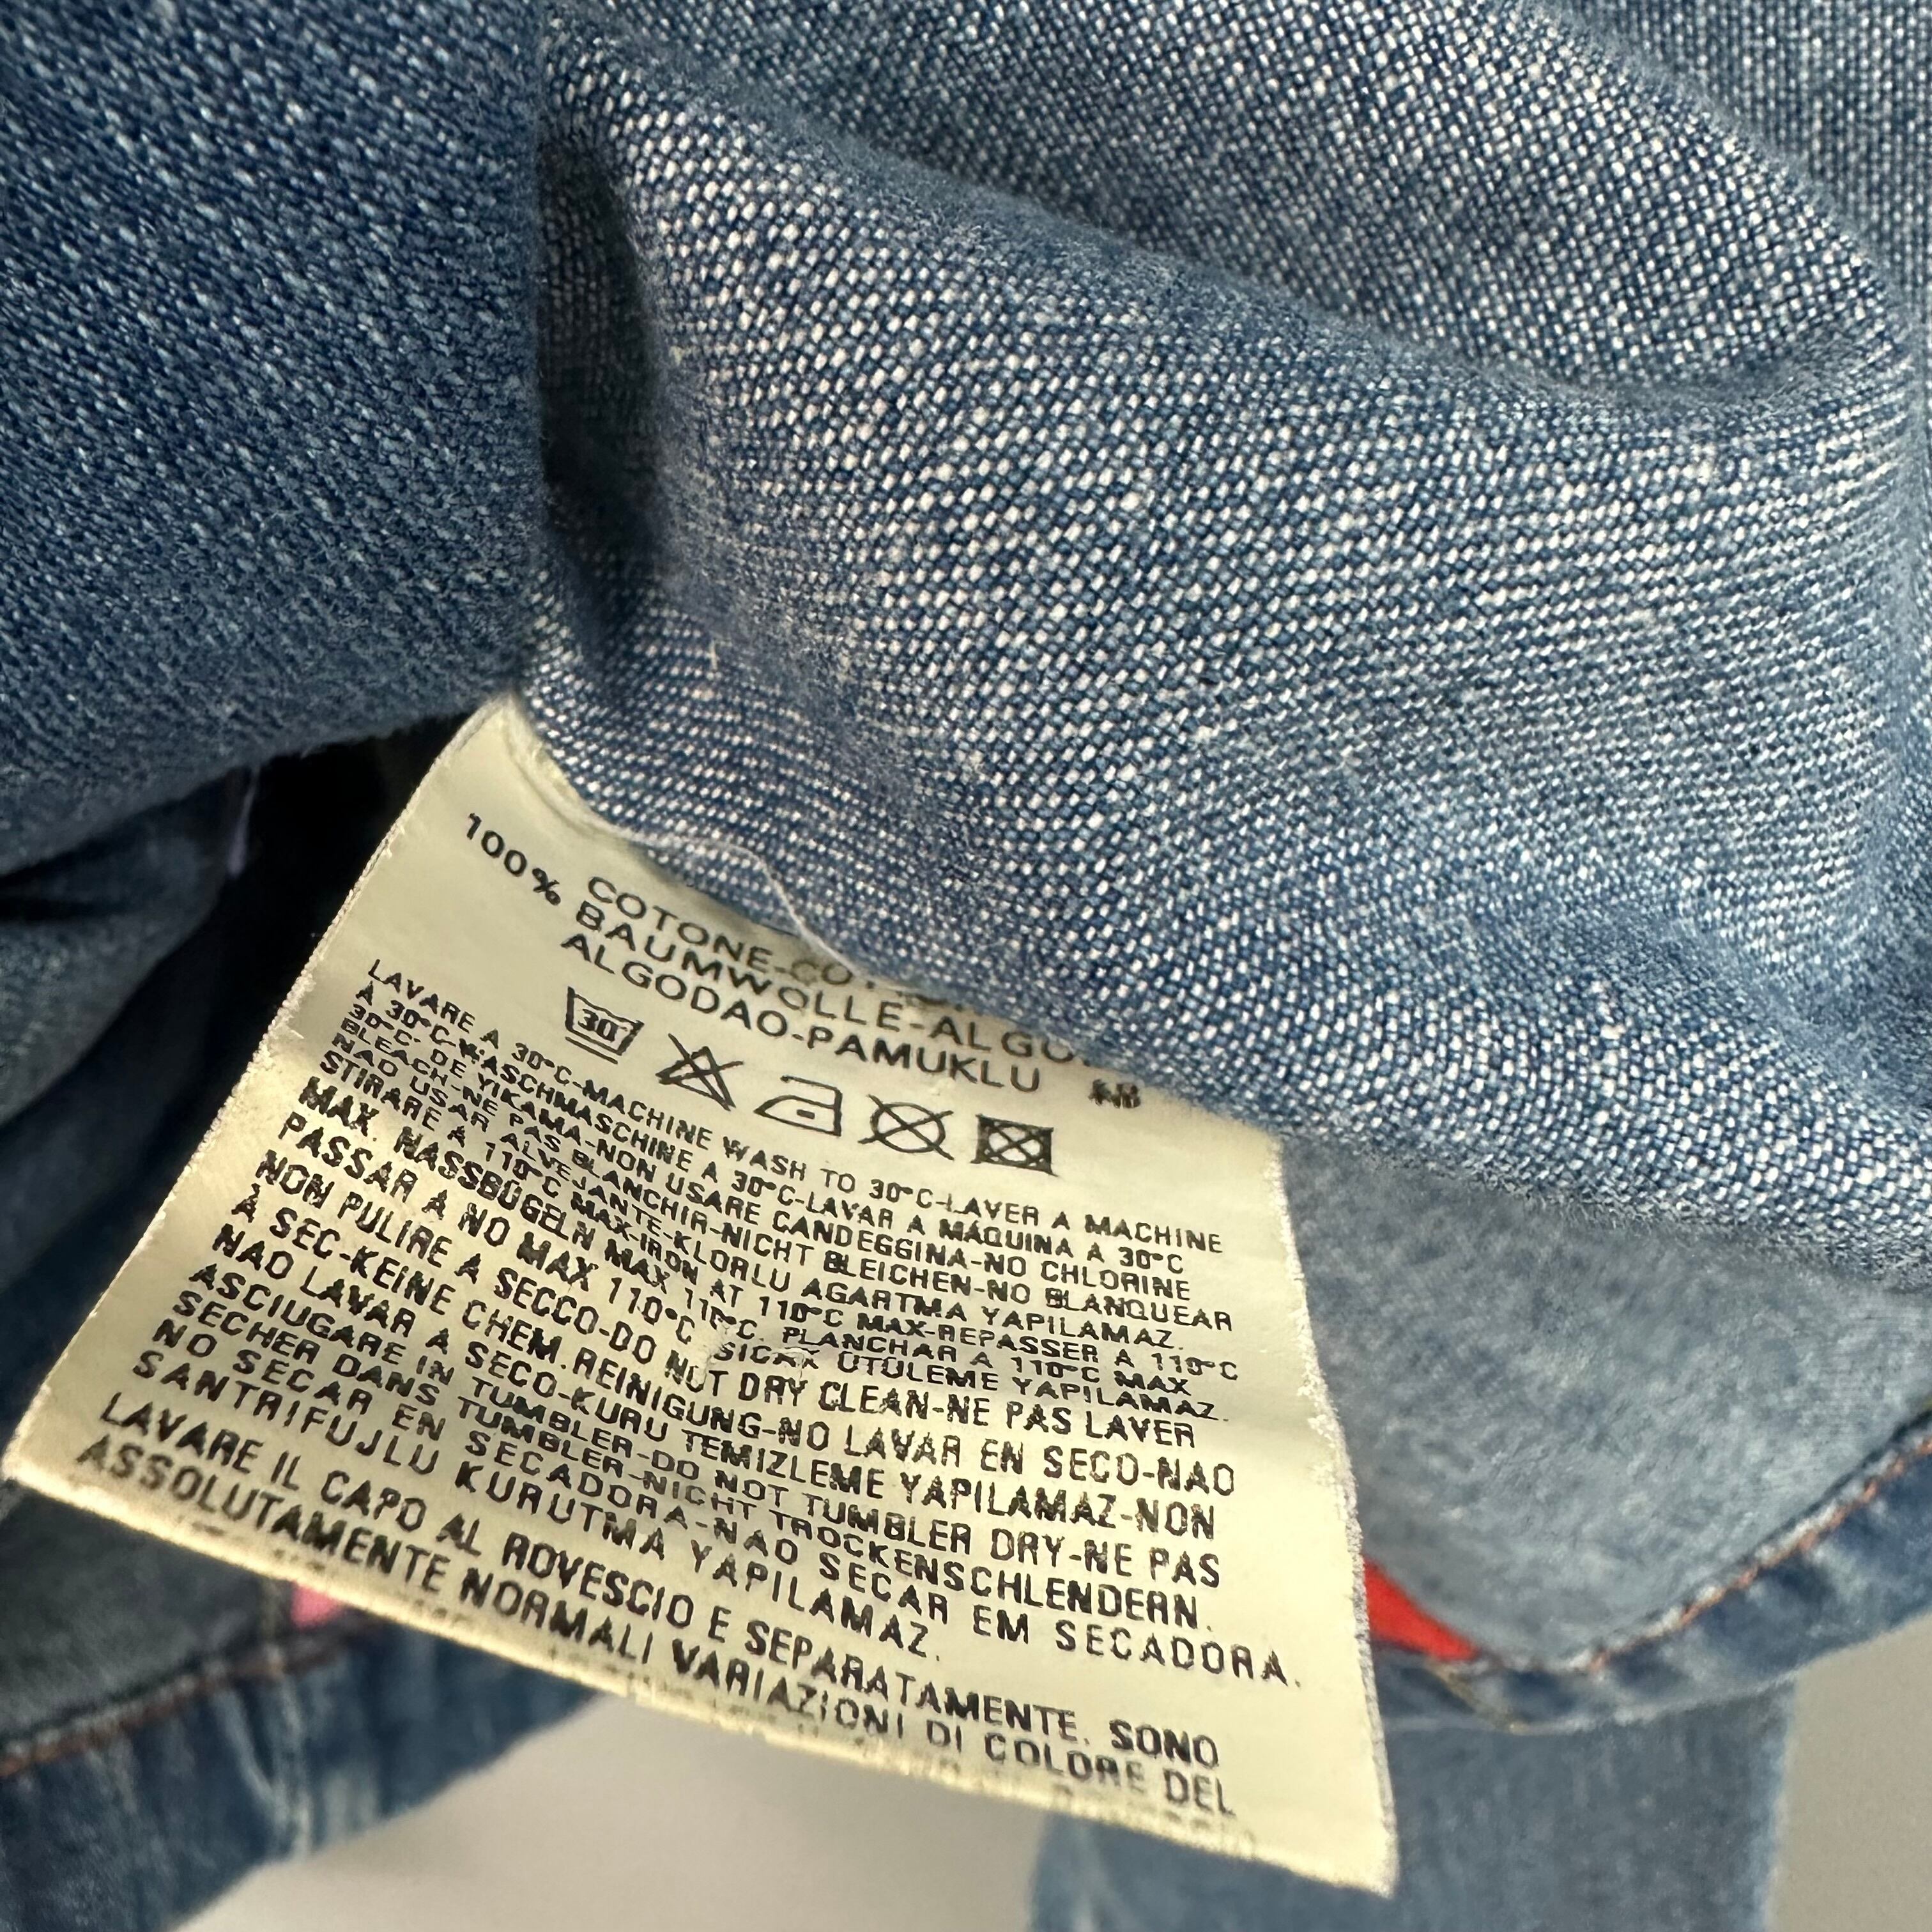 100% COTONE-
BAUMWOLLE-ALGO
ALGODAO-PAMUKLU
30
LAVARE A 30°C-MACHINE WASH TO 30°C-LAVER A MACHINE
A 30°C-WASCHMASCHINE A 30°C-LAVAR A MÁQUINA A 30°C
30°C- DE YIKAMA-NON USARE CANDEGGINA-NO CHLORINE
BLEACH-NE PAS BLANCHIR-NICHT BLEICHEN-NO BLANQUEAR
NAO USAR ALVEJANTE-KLORLU AGARTMA YAPILAMAZ.
STIRARE A 110°C MAX-IRON AT 110°C MAX-REPASSER A 110°C
MAX. NASSBÜGELN MAX 110°C. PLANCHAR A 110°C MAX
PASSAR A NO MAX 110°C SICAK UTULEME YAPILAMAZ.
NON PULIRE A SECCO-DO NOT DRY CLEAN-NE PAS LAVER
A SEC-KEINE CHEM.REINIGUNG-NO LAVAR EN SECO-NAO
NAO LAVAR A SECO-KURU TEMIZLEME YAPILAMAZ-NON
ASCIUGARE IN TUMBLER-DO NOT TUMBLER DRY-NE PAS
SECHER DANS TUMBLER-NICHT TROCKENSCHLENDERN.
NO SECAR EN SECADORA-NAO SECAR EM SECADORA.
SANTRIFUJLU KURUTMA YAPILAMAZ.
LAVARE IL CAPO AL ROVESCIO E SEPARATAMENTE. SONO
ASSOLUTAMENTE NORMALI VARIAZIONI DI COLORE DEL